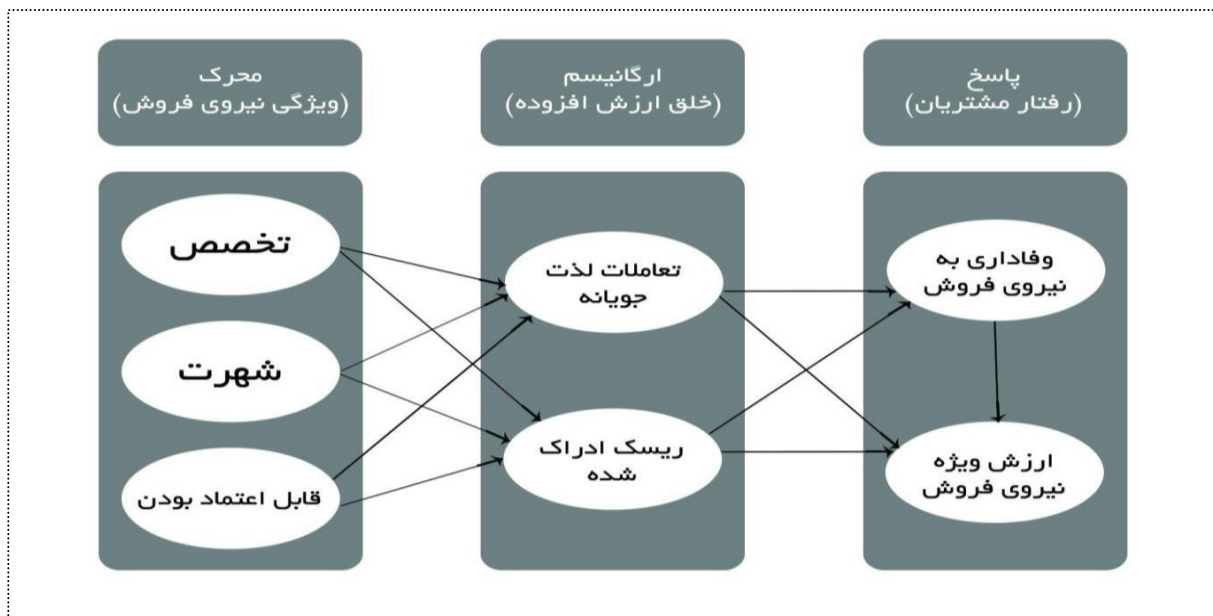 محرک
(ویژگی نیروی فروش)
ارگانیسم
(خلق ارزش افزوده)
پاسخ
(رفتار مشتریان)
تخصص
شهرت
قابل اعتماد بودن
تعاملات لذت
جویانه
ریسک ادراک
شده
وفاداری به
نیروی فروش
ارزش ویژه
نیروی فروش